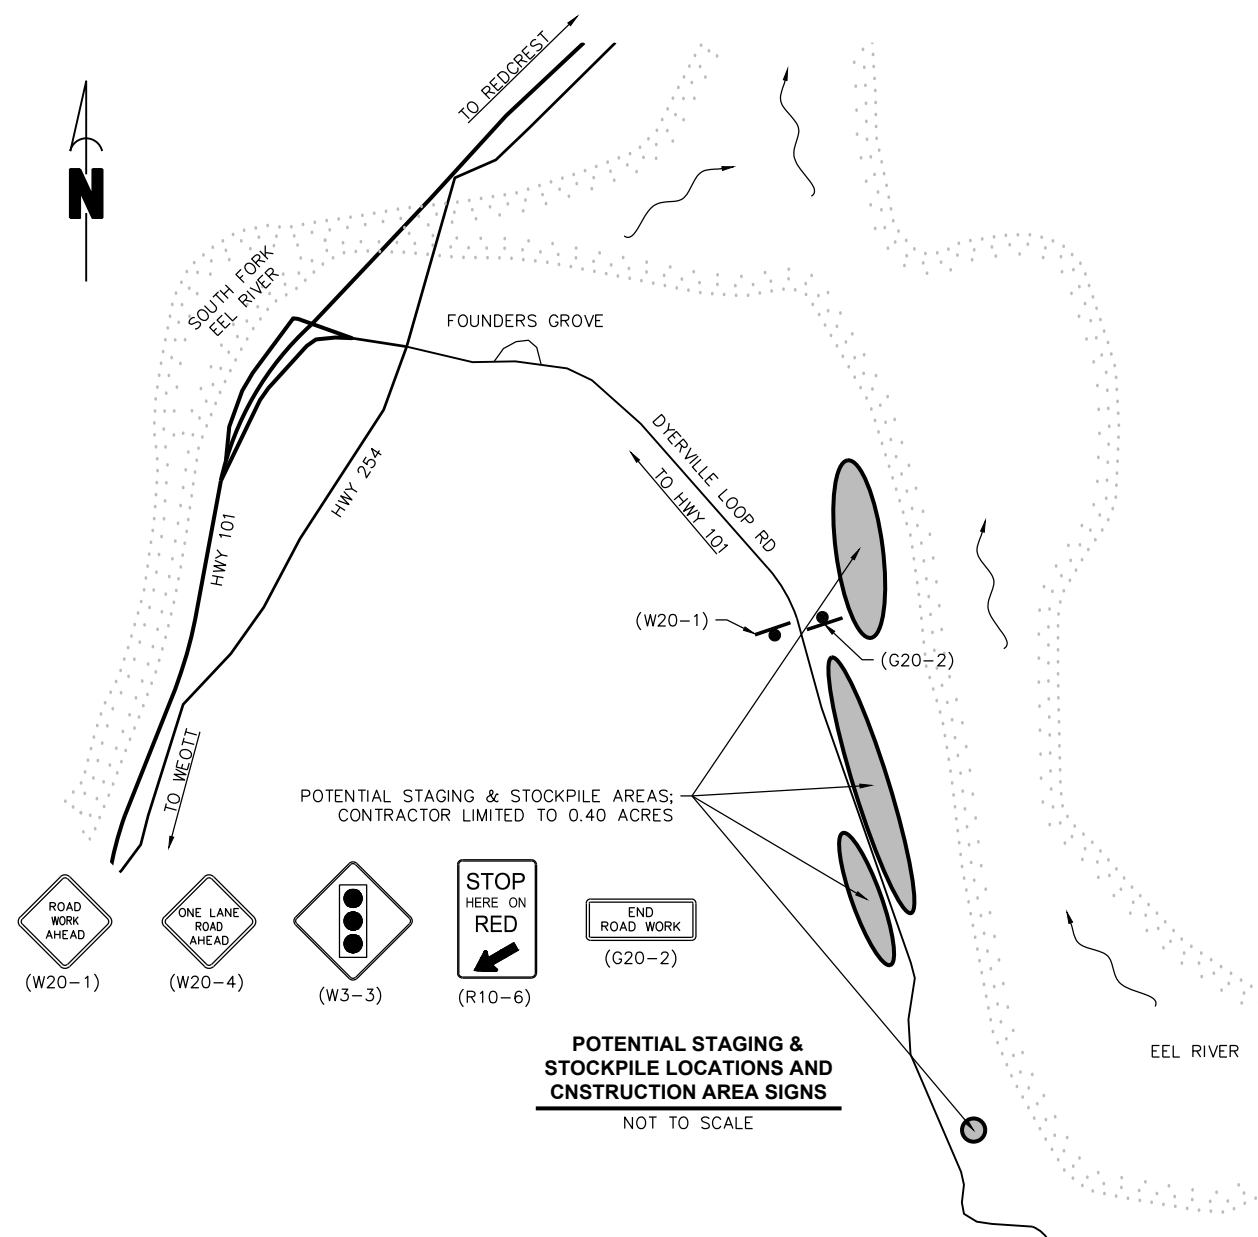 TO REDCREST
N
SOUTH FORK
EEL RIVER
FOUNDERS GROVE
DYERVILLE LOOP RD
TO HWY 101
HWY 254
HWY 101
(W20-1)
(G20-2)
TO WEOTT
POTENTIAL STAGING & STOCKPILE AREAS;
CONTRACTOR LIMITED TO 0.40 ACRES
ROAD
WORK
AHEAD
(W20-1)
ONE LANE
ROAD
AHEAD
(W20-4)
(W3-3)
STOP
HERE ON
RED
(R10-6)
END
ROAD WORK
(G20-2)
EEL RIVER
POTENTIAL STAGING &
STOCKPILE LOCATIONS AND
CNSTRUCTION AREA SIGNS
NOT TO SCALE